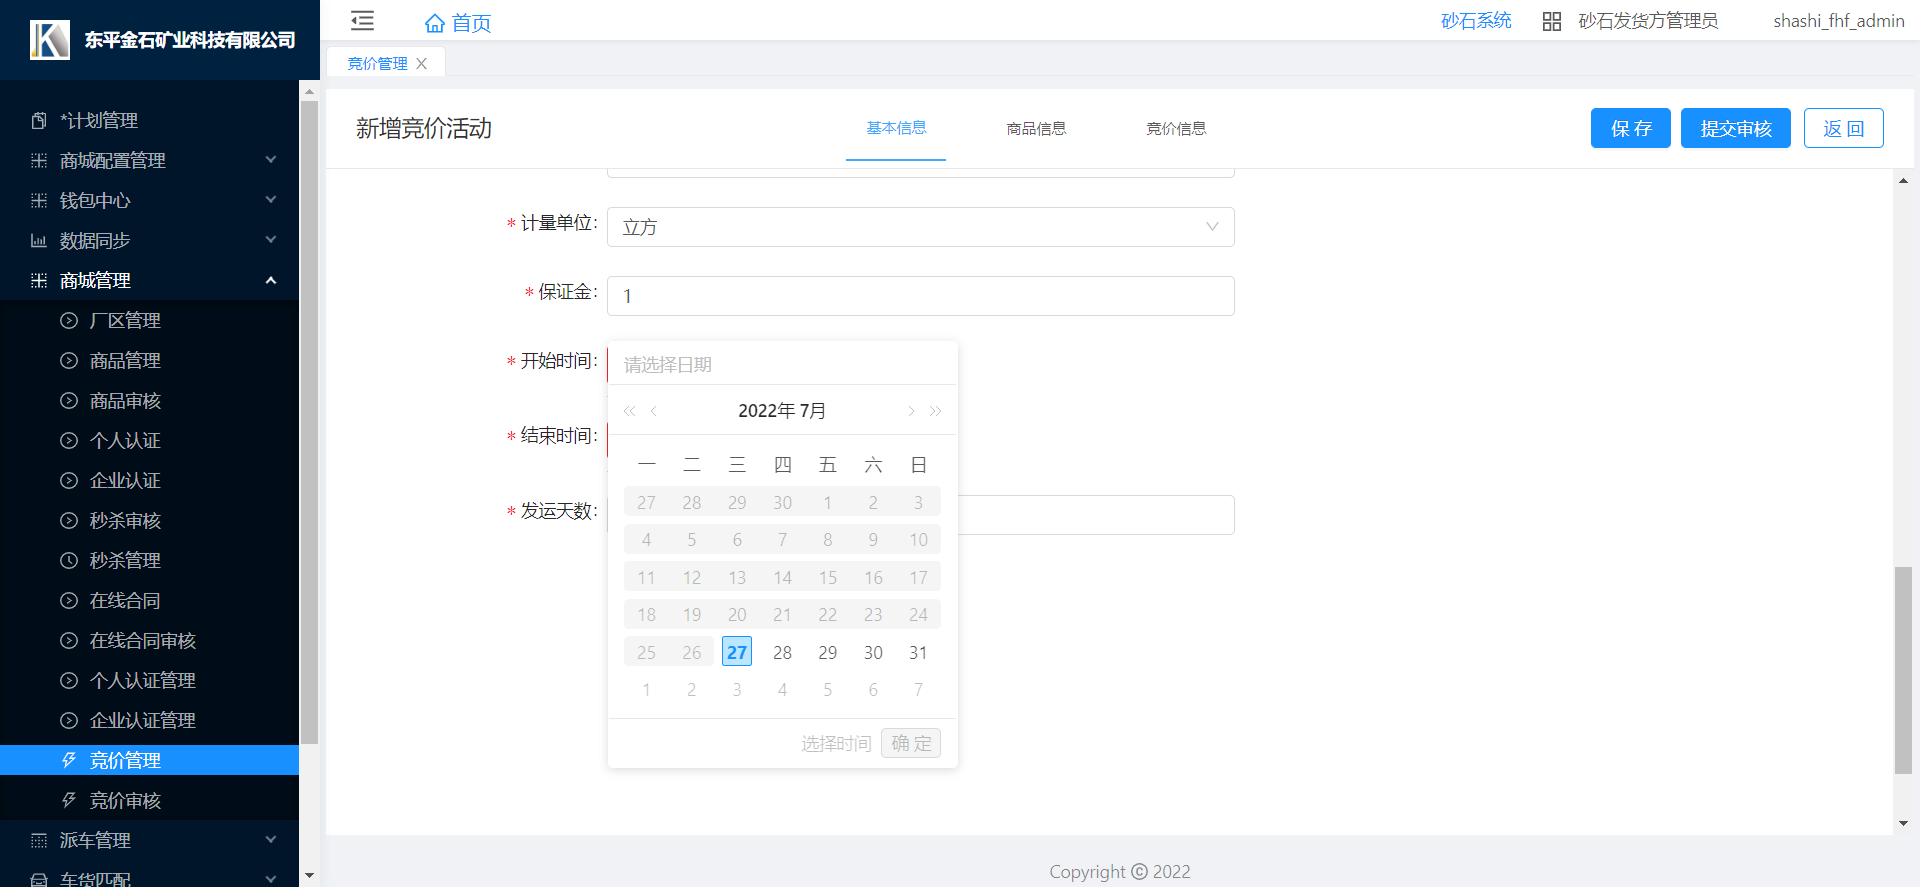 东平金石矿业科技有限公司
首页
砂石系统
砂石发货方管理员
shashi_fhf_admin
竞价管理
*计划管理
商城配置管理
钱包中心
数据同步
商城管理
厂区管理
商品管理
商品审核
个人认证
企业认证
秒杀审核
秒杀管理
在线合同
在线合同审核
个人认证管理
企业认证管理
竞价管理
竞价审核
派车管理
车货匹配
新增竞价活动
基本信息
商品信息
竞价信息
保 存
提交审核
返 回
* 计量单位:
立方
* 保证金:
1
* 开始时间:
请选择日期
« ‹ 2022年 7月 › »
* 结束时间:
一 二 三 四 五 六 日
27 28 29 30 1 2 3
* 发运天数:
4 5 6 7 8 9 10
11 12 13 14 15 16 17
18 19 20 21 22 23 24
25 26 27 28 29 30 31
1 2 3 4 5 6 7
选择时间 确 定
Copyright © 2022